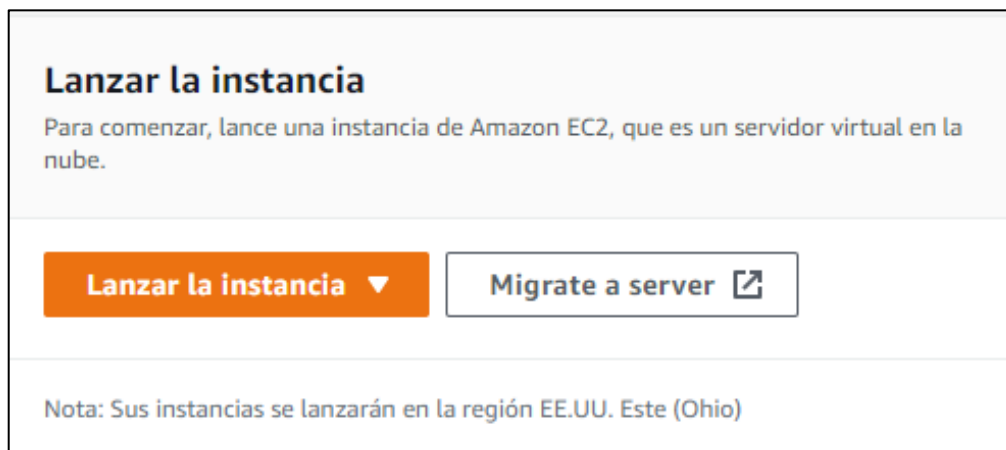 Lanzar la instancia
Para comenzar, lance una instancia de Amazon EC2, que es un servidor virtual en la
nube.
Lanzar la instancia
Migrate a server
Nota: Sus instancias se lanzarán en la región EE.UU. Este (Ohio)